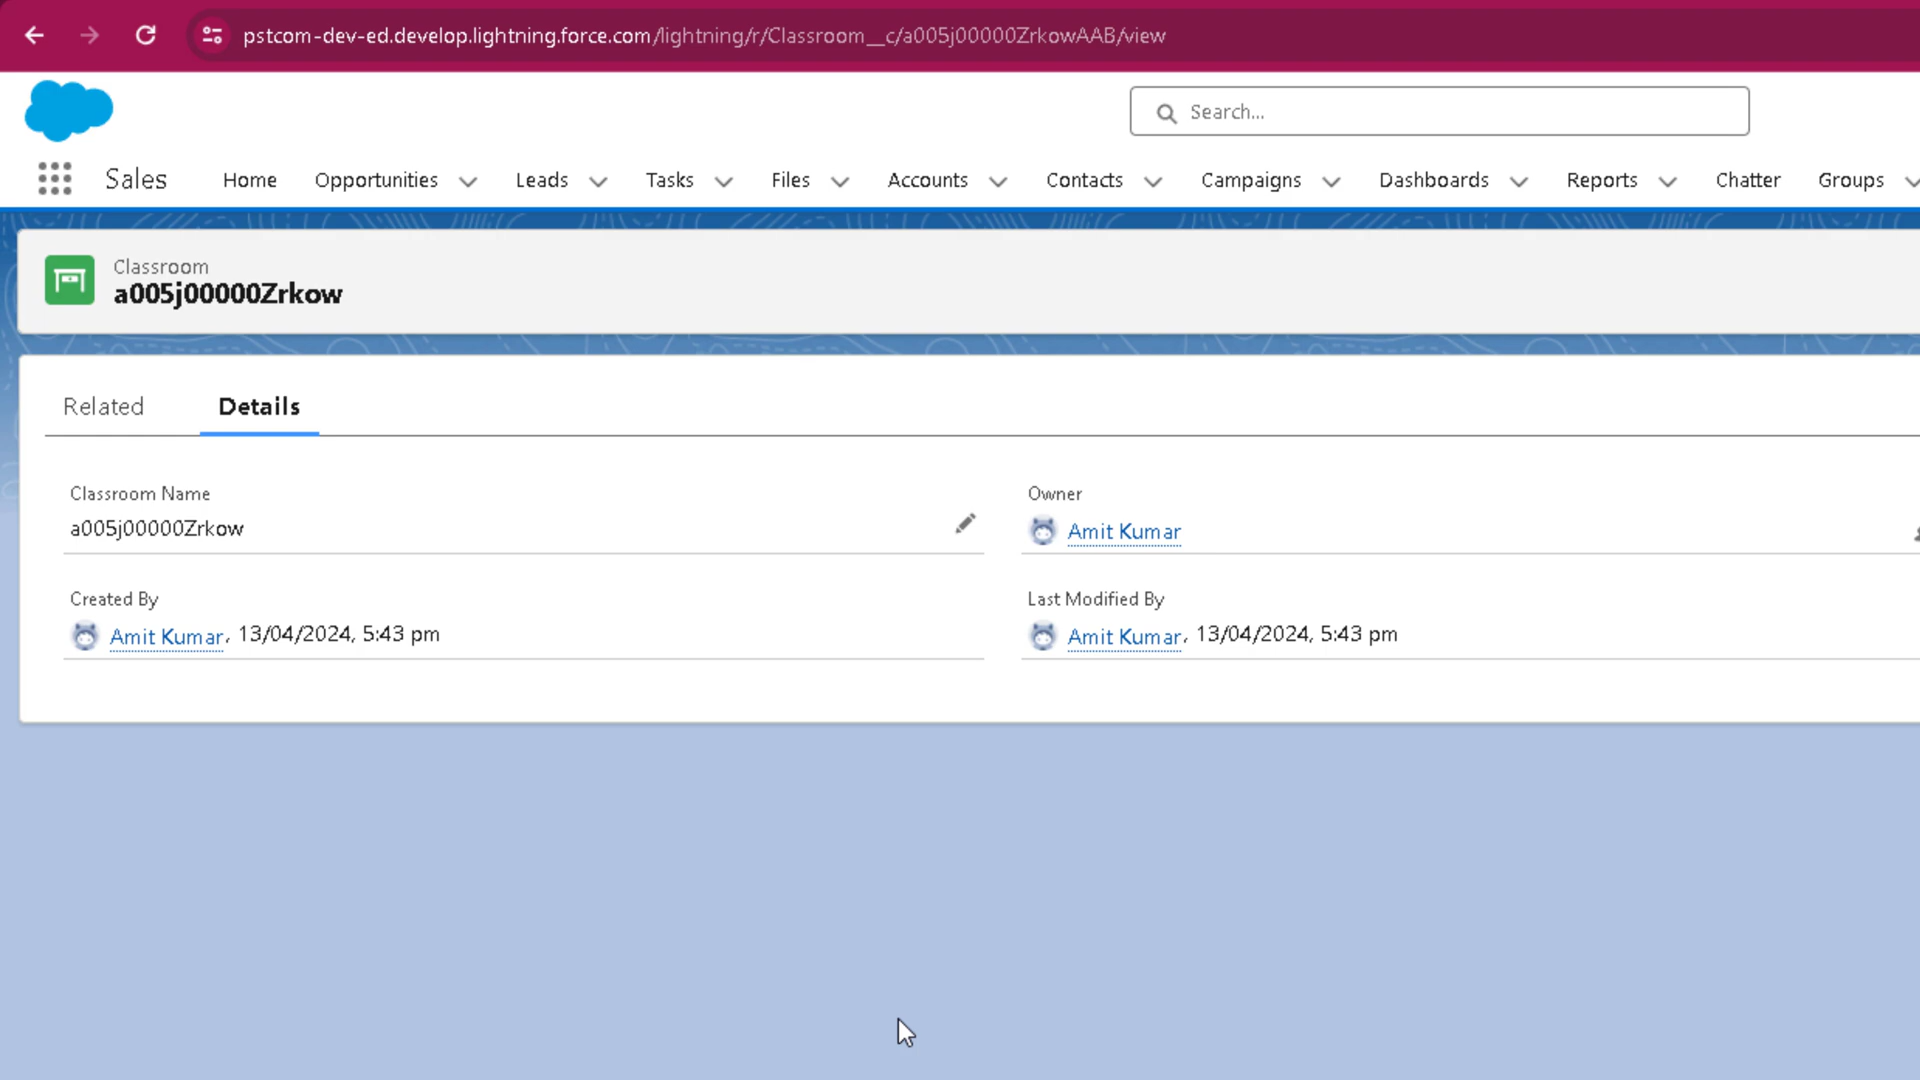 pstcom-dev-ed.develop.lightning.force.com/lightning/r/Classroom__c/a005j00000ZrkowAAB/view
Search...
Sales Home Opportunities Leads Tasks Files Accounts Contacts Campaigns Dashboards Reports Chatter Groups
Classroom
a005j00000Zrkow
Related Details
Classroom Name Owner
a005j00000Zrkow Amit Kumar
Created By Last Modified By
Amit Kumar, 13/04/2024, 5:43 pm Amit Kumar, 13/04/2024, 5:43 pm